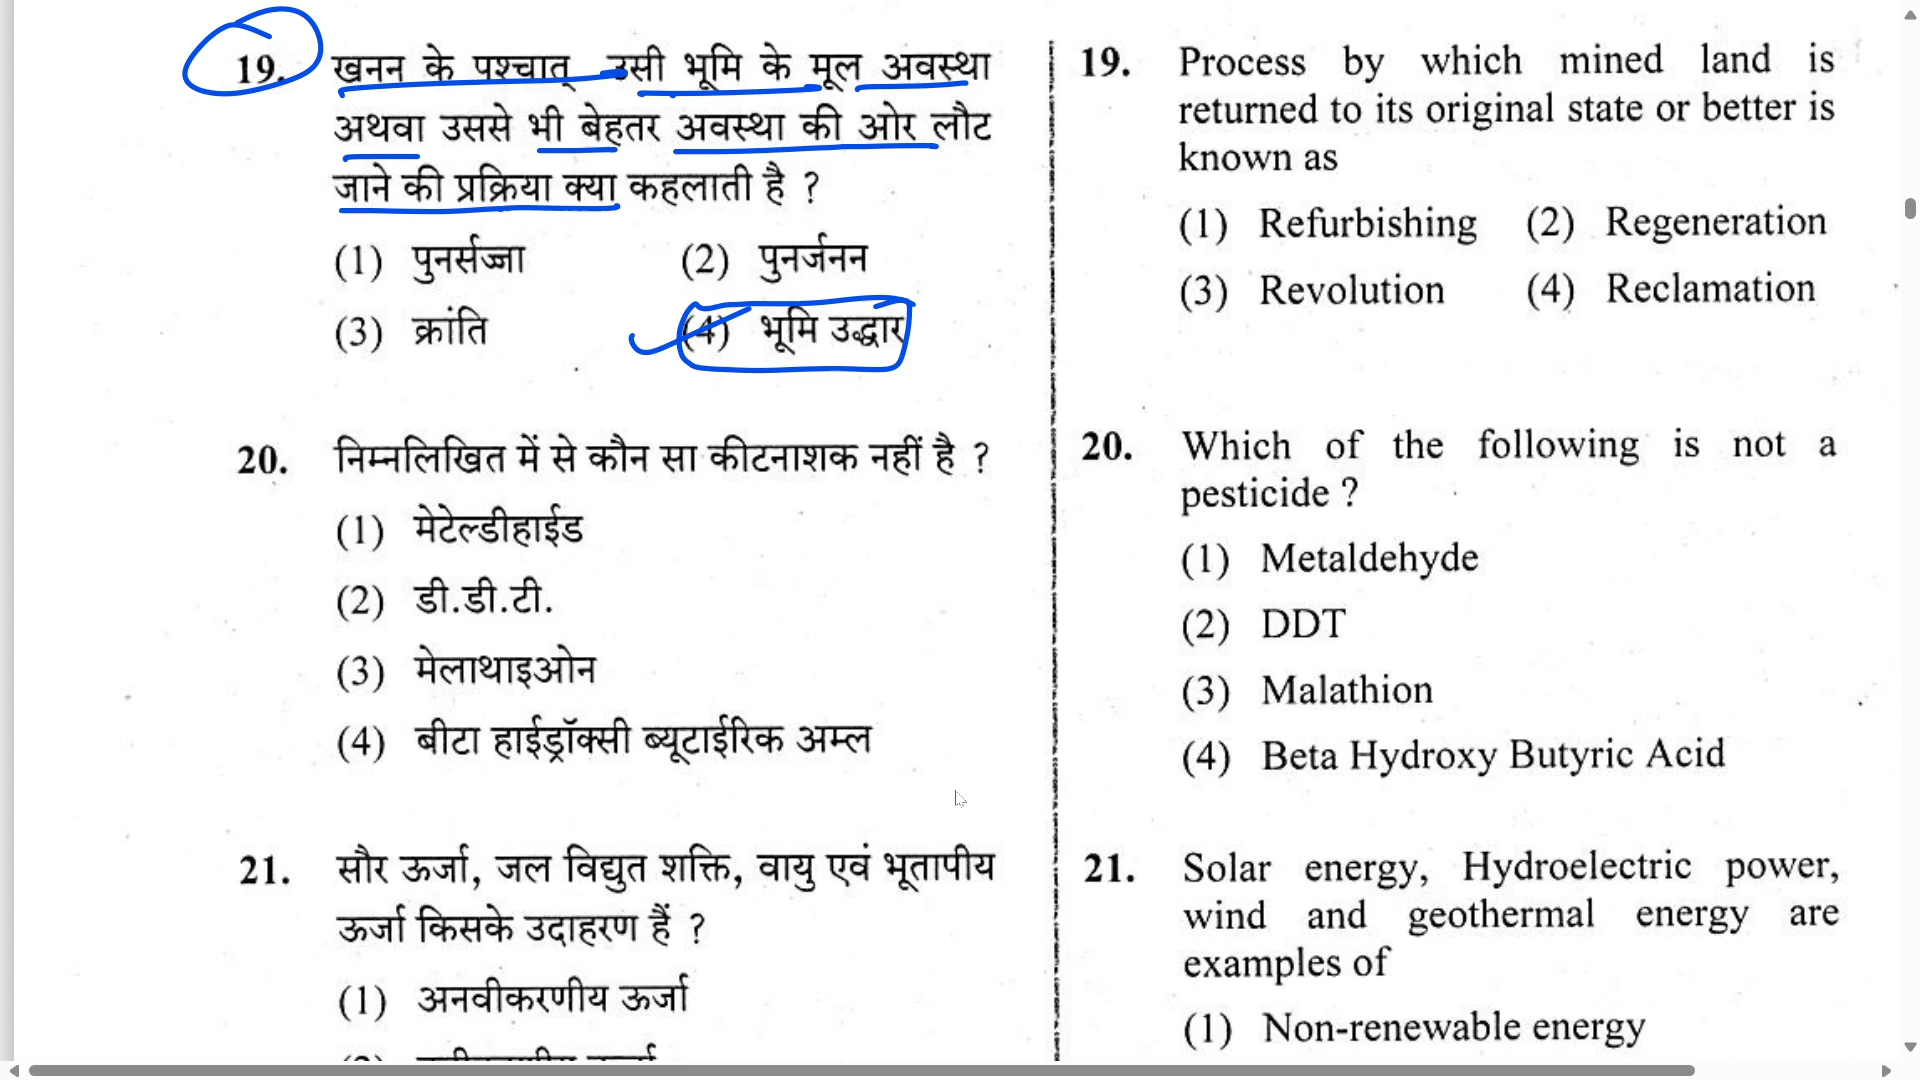 19. खनन के पश्चात् उसी भूमि के मूल अवस्था
अथवा उससे भी बेहतर अवस्था की ओर लौट
जाने की प्रक्रिया क्या कहलाती है ?
(1) पुनर्सज्जा (2) पुनर्जनन
(3) क्रांति (4) भूमि उद्धार
20. निम्नलिखित में से कौन सा कीटनाशक नहीं है ?
(1) मेटेल्डीहाईड
(2) डी.डी.टी.
(3) मेलाथाइओन
(4) बीटा हाईड्रॉक्सी ब्यूटाईरिक अम्ल
21. सौर ऊर्जा, जल विद्युत शक्ति, वायु एवं भूतापीय
ऊर्जा किसके उदाहरण हैं ?
(1) अनवीकरणीय ऊर्जा
19. Process by which mined land is
returned to its original state or better is
known as
(1) Refurbishing (2) Regeneration
(3) Revolution (4) Reclamation
20. Which of the following is not a
pesticide ?
(1) Metaldehyde
(2) DDT
(3) Malathion
(4) Beta Hydroxy Butyric Acid
21. Solar energy, Hydroelectric power,
wind and geothermal energy are
examples of
(1) Non-renewable energy